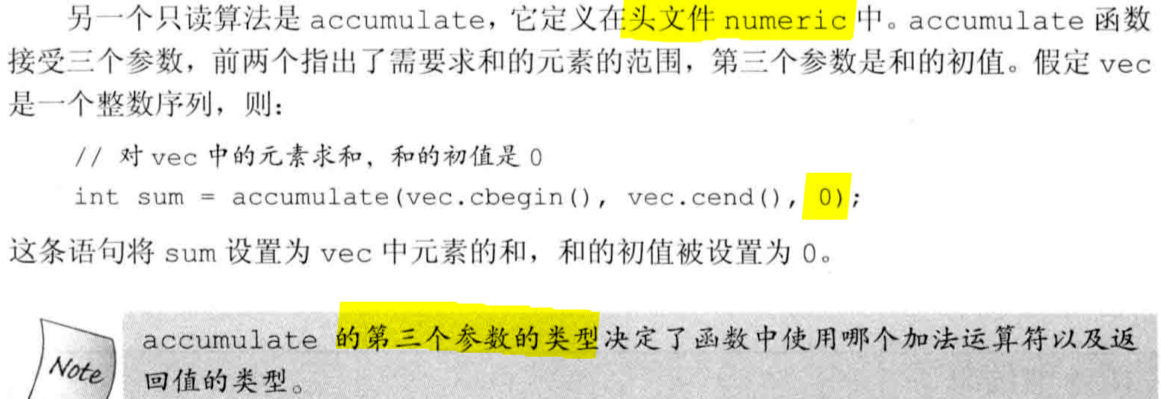 另一个只读算法是 accumulate，它定义在头文件 numeric 中。accumulate 函数
接受三个参数，前两个指出了需要求和的元素的范围，第三个参数是和的初值。假定 vec
是一个整数序列，则：
// 对 vec 中的元素求和，和的初值是 0
int sum = accumulate(vec.cbegin(), vec.cend(), 0);
这条语句将 sum 设置为 vec 中元素的和，和的初值被设置为 0。
Note
accumulate 的第三个参数的类型决定了函数中使用哪个加法运算符以及返
回值的类型。